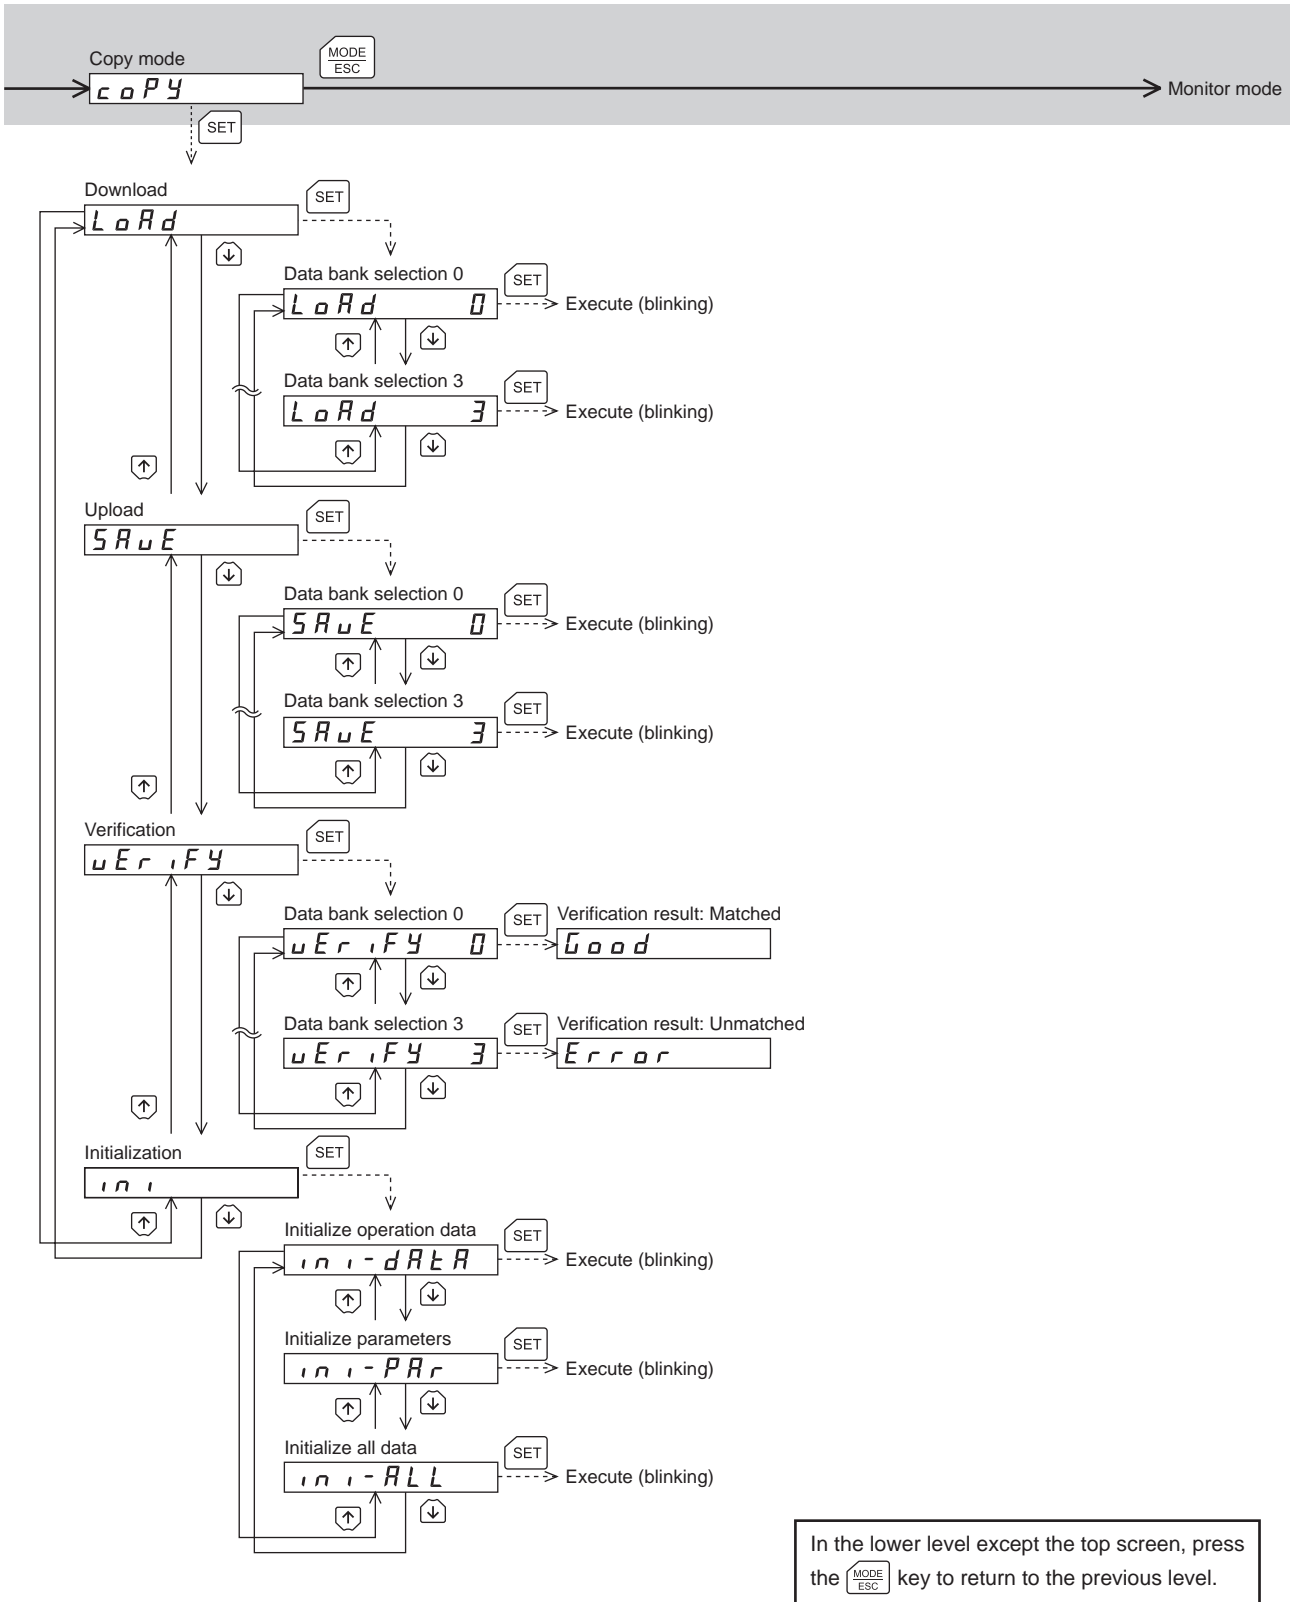 Copy mode
MODE
ESC
coPY
Monitor mode
SET
Download
SET
LoAd
Data bank selection 0
SET
LoAd 0
Execute (blinking)
Data bank selection 3
SET
LoAd 3
Execute (blinking)
Upload
SET
SAvE
Data bank selection 0
SET
SAvE 0
Execute (blinking)
Data bank selection 3
SET
SAvE 3
Execute (blinking)
Verification
SET
vEriFY
Data bank selection 0
SET
Verification result: Matched
vEriFY 0
Good
Data bank selection 3
SET
Verification result: Unmatched
vEriFY 3
Error
Initialization
SET
ini
Initialize operation data
SET
ini-dAtA
Execute (blinking)
Initialize parameters
SET
ini-PAr
Execute (blinking)
Initialize all data
SET
ini-ALL
Execute (blinking)
In the lower level except the top screen, press
the MODE ESC key to return to the previous level.